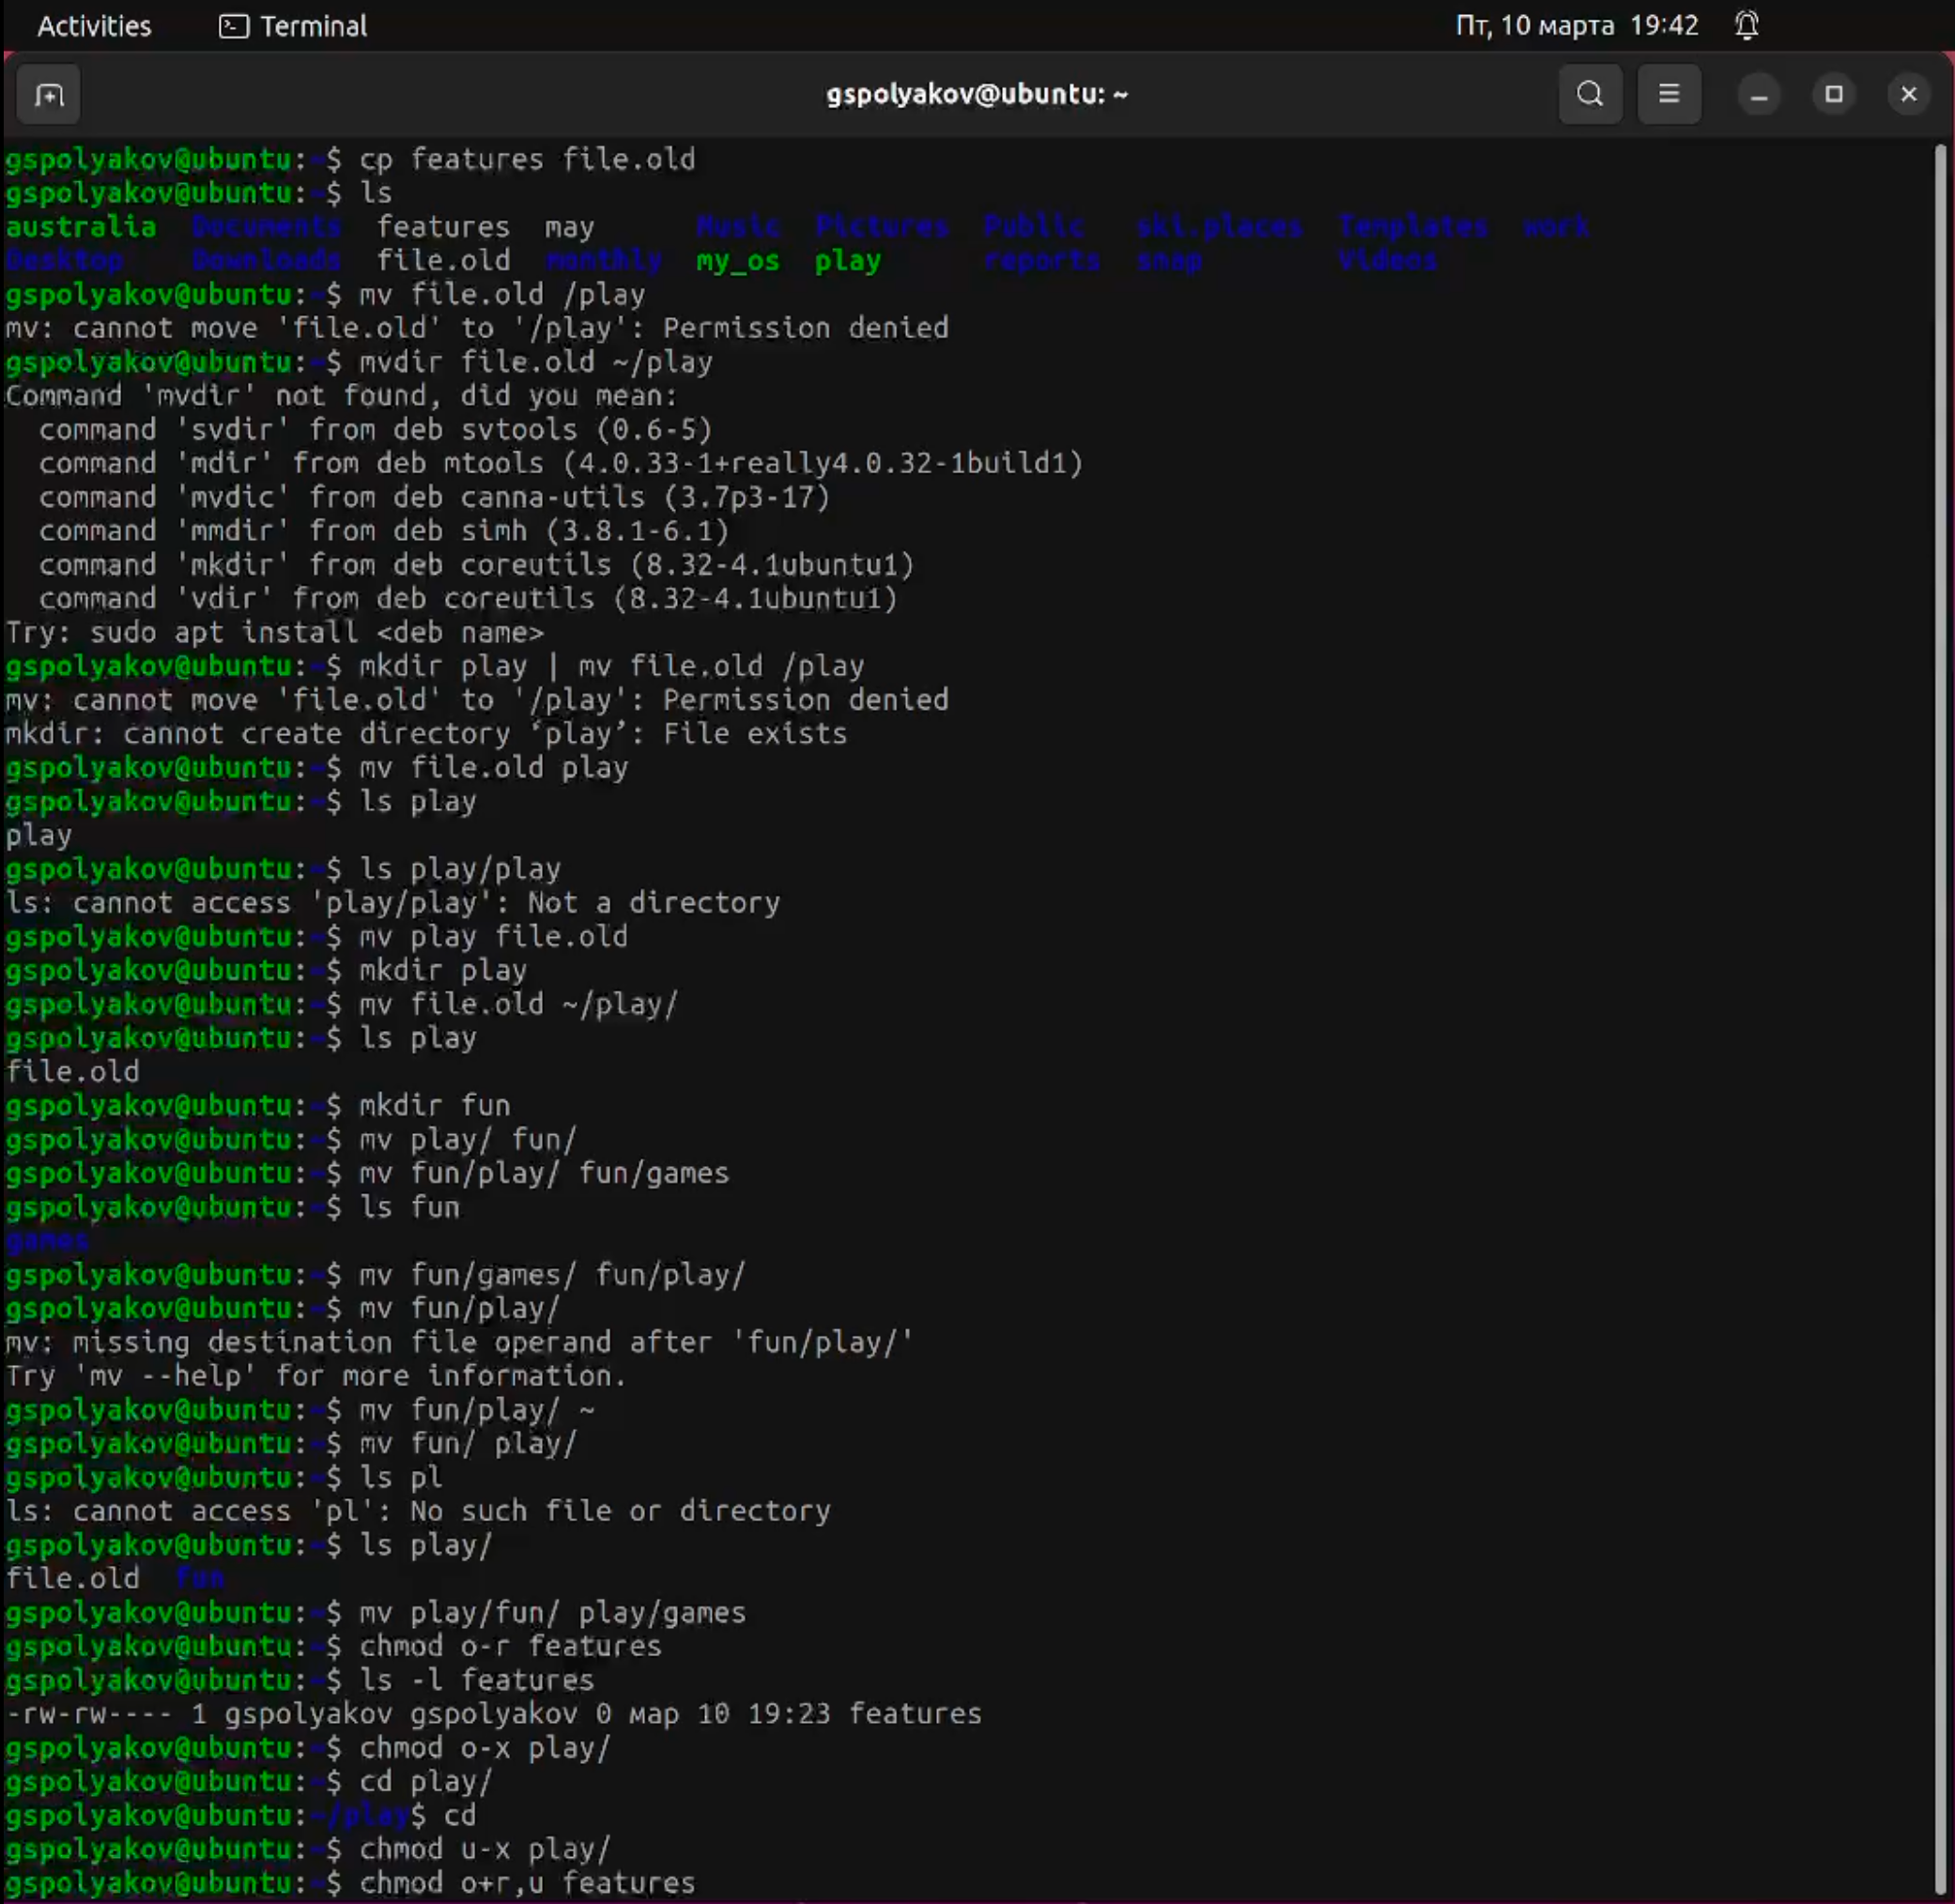 Activities Terminal Пт, 10 марта 19:42
gspolyakov@ubuntu: ~
gspolyakov@ubuntu:~$ cp features file.old
gspolyakov@ubuntu:~$ ls
australia Documents features may Music Pictures Public ski.places Templates work
Desktop Downloads file.old monthly my_os play reports snap Videos
gspolyakov@ubuntu:~$ mv file.old /play
mv: cannot move 'file.old' to '/play': Permission denied
gspolyakov@ubuntu:~$ mvdir file.old ~/play
Command 'mvdir' not found, did you mean:
command 'svdir' from deb svtools (0.6-5)
command 'mdir' from deb mtools (4.0.33-1+really4.0.32-1build1)
command 'mvdic' from deb canna-utils (3.7p3-17)
command 'mmdir' from deb simh (3.8.1-6.1)
command 'mkdir' from deb coreutils (8.32-4.1ubuntu1)
command 'vdir' from deb coreutils (8.32-4.1ubuntu1)
Try: sudo apt install <deb name>
gspolyakov@ubuntu:~$ mkdir play | mv file.old /play
mv: cannot move 'file.old' to '/play': Permission denied
mkdir: cannot create directory ‘play’: File exists
gspolyakov@ubuntu:~$ mv file.old play
gspolyakov@ubuntu:~$ ls play
play
gspolyakov@ubuntu:~$ ls play/play
ls: cannot access 'play/play': Not a directory
gspolyakov@ubuntu:~$ mv play file.old
gspolyakov@ubuntu:~$ mkdir play
gspolyakov@ubuntu:~$ mv file.old ~/play/
gspolyakov@ubuntu:~$ ls play
file.old
gspolyakov@ubuntu:~$ mkdir fun
gspolyakov@ubuntu:~$ mv play/ fun/
gspolyakov@ubuntu:~$ mv fun/play/ fun/games
gspolyakov@ubuntu:~$ ls fun
games
gspolyakov@ubuntu:~$ mv fun/games/ fun/play/
gspolyakov@ubuntu:~$ mv fun/play/
mv: missing destination file operand after 'fun/play/'
Try 'mv --help' for more information.
gspolyakov@ubuntu:~$ mv fun/play/ ~
gspolyakov@ubuntu:~$ mv fun/ play/
gspolyakov@ubuntu:~$ ls pl
ls: cannot access 'pl': No such file or directory
gspolyakov@ubuntu:~$ ls play/
file.old fun
gspolyakov@ubuntu:~$ mv play/fun/ play/games
gspolyakov@ubuntu:~$ chmod o-r features
gspolyakov@ubuntu:~$ ls -l features
-rw-rw---- 1 gspolyakov gspolyakov 0 мар 10 19:23 features
gspolyakov@ubuntu:~$ chmod o-x play/
gspolyakov@ubuntu:~$ cd play/
gspolyakov@ubuntu:~/play$ cd
gspolyakov@ubuntu:~$ chmod u-x play/
gspolyakov@ubuntu:~$ chmod o+r,u features